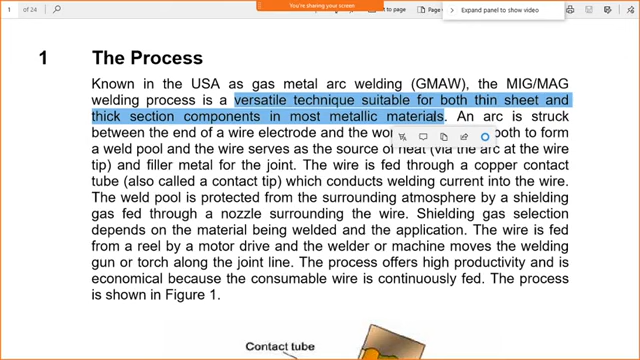 You're sharing your screen
1 of 24
to page
Page
Expand panel to show video
1 The Process
Known in the USA as gas metal arc welding (GMAW), the MIG/MAG
welding process is a versatile technique suitable for both thin sheet and
thick section components in most metallic materials. An arc is struck
between the end of a wire electrode and the both to form
a weld pool and the wire serves as the source of heat (via the arc at the wire
tip) and filler metal for the joint. The wire is fed through a copper contact
tube (also called a contact tip) which conducts welding current into the wire.
The weld pool is protected from the surrounding atmosphere by a shielding
gas fed through a nozzle surrounding the wire. Shielding gas selection
depends on the material being welded and the application. The wire is fed
from a reel by a motor drive and the welder or machine moves the welding
gun or torch along the joint line. The process offers high productivity and is
economical because the consumable wire is continuously fed. The process
is shown in Figure 1.
Contact tube